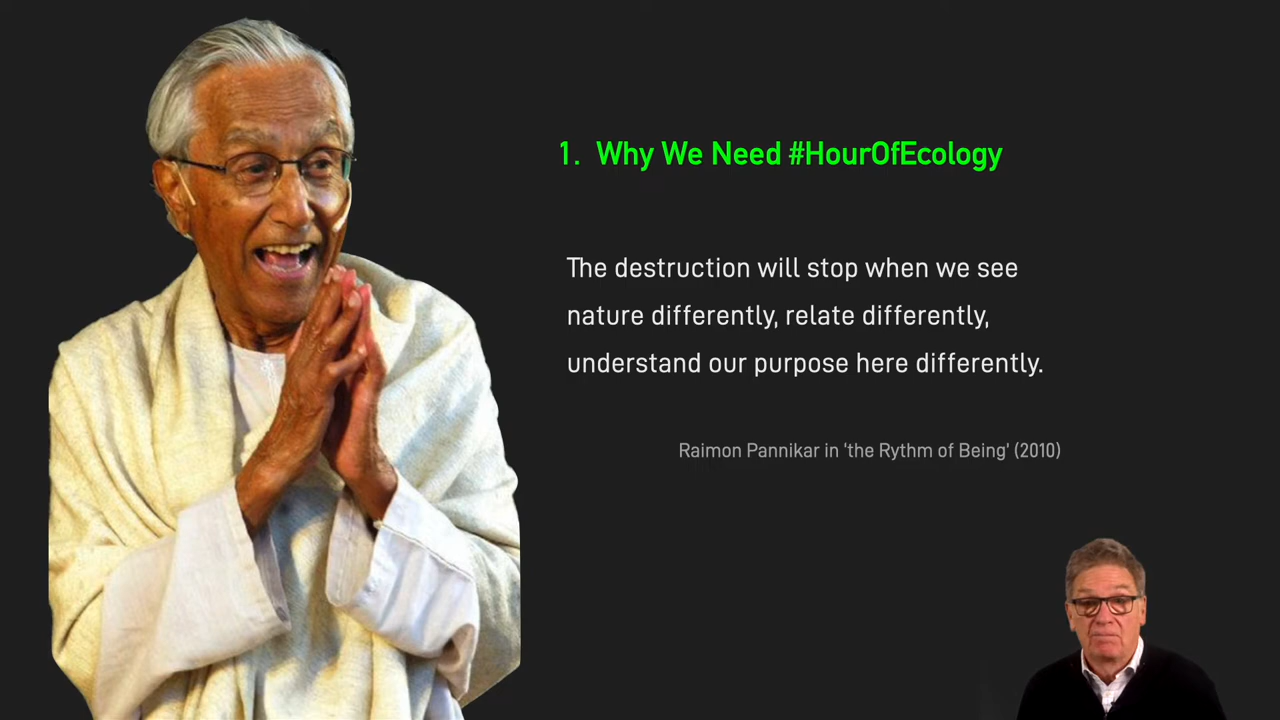 1. Why We Need #HourOfEcology
The destruction will stop when we see
nature differently, relate differently,
understand our purpose here differently.
Raimon Pannikar in 'the Rythm of Being' (2010)